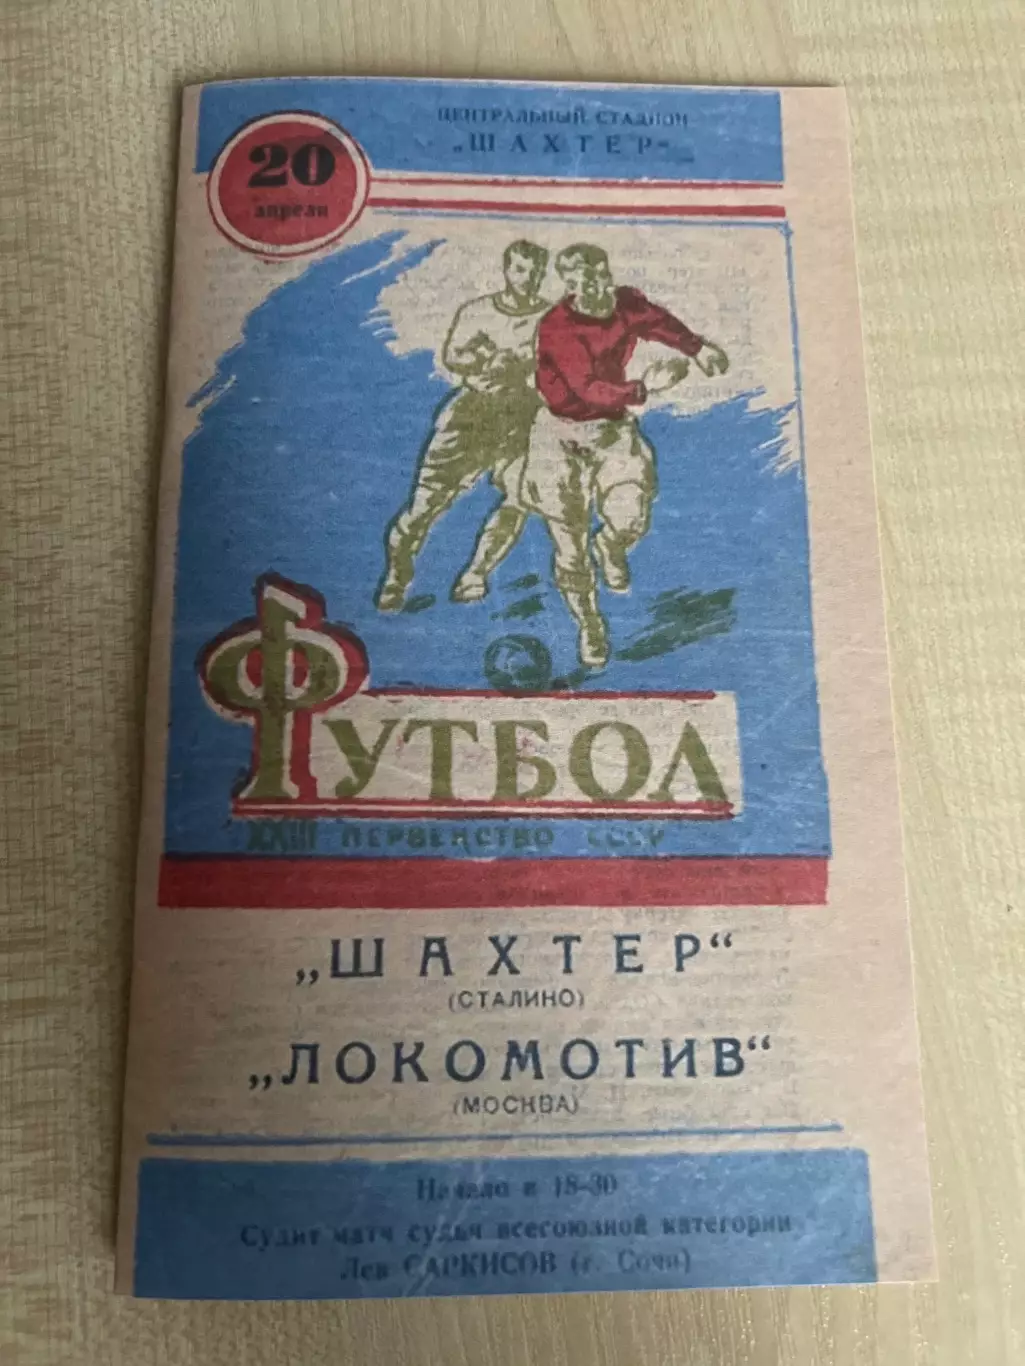 ЦЕНТРАЛЬНЫЙ СТАДИОН
„ШАХТЕР“
20
апреля
ФУТБОЛ
XXIII ПЕРВЕНСТВО СССР
„ШАХТЕР“
(СТАЛИНО)
„ЛОКОМОТИВ“
(МОСКВА)
Начало в 18-30
Судит матч судья всесоюзной категории
Лев САРКИСОВ (г. Сочи)